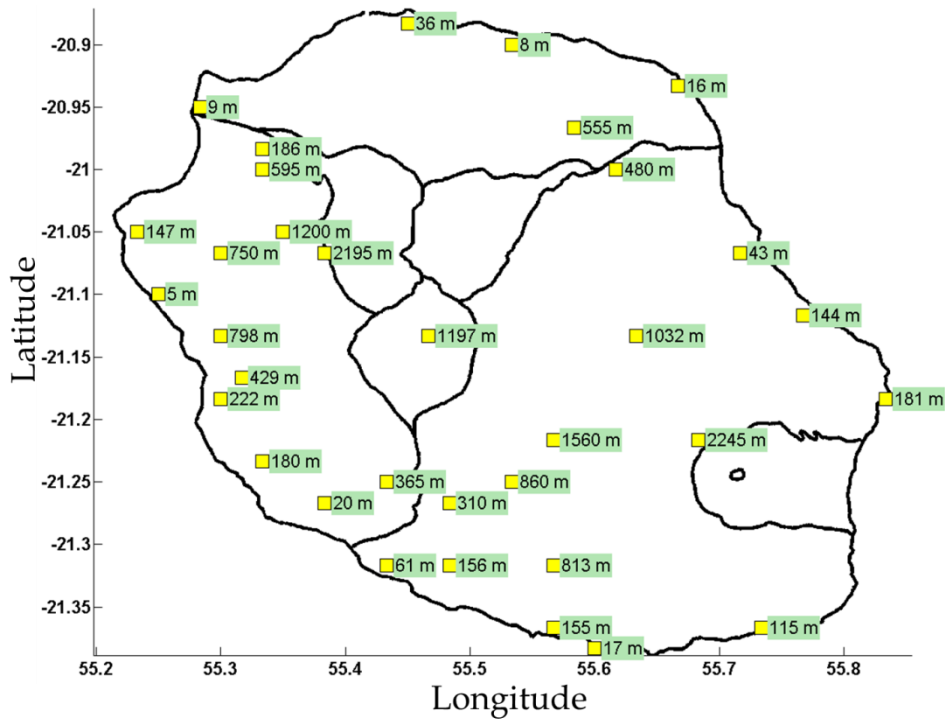 36 m
-20.9
8 m
16 m
-20.95
9 m
555 m
186 m
-21
595 m
480 m
-21.05
147 m
1200 m
750 m
2195 m
43 m
-21.1
5 m
144 m
798 m
1197 m
1032 m
-21.15
429 m
222 m
181 m
-21.2
1560 m
2245 m
180 m
-21.25
365 m
860 m
20 m
310 m
-21.3
61 m
156 m
813 m
-21.35
155 m
115 m
17 m
55.2
55.3
55.4
55.5
55.6
55.7
55.8
Longitude
Latitude